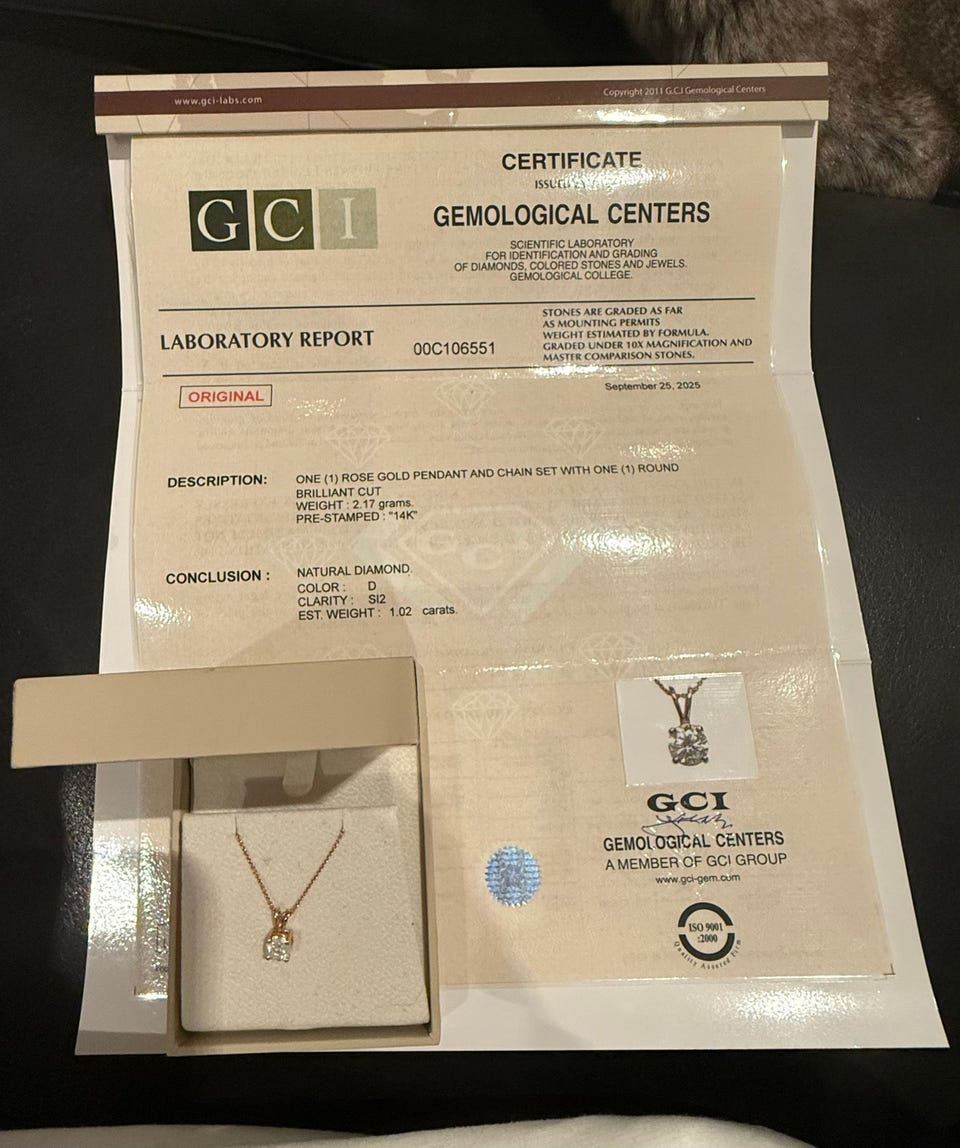 www.gci-labs.com
Copyright 2011 G.C.I Gemological Centers
GCI
CERTIFICATE
GEMOLOGICAL CENTERS
SCIENTIFIC LABORATORY
FOR IDENTIFICATION AND GRADING
OF DIAMONDS, COLORED STONES AND JEWELS.
GEMOLOGICAL COLLEGE.
LABORATORY REPORT
00C106551
STONES ARE GRADED AS FAR
AS MOUNTING PERMITS
WEIGHT ESTIMATED BY FORMULA.
GRADED UNDER 10X MAGNIFICATION AND
MASTER COMPARISON STONES.
ORIGINAL
September 25, 2025
DESCRIPTION:
ONE (1) ROSE GOLD PENDANT AND CHAIN SET WITH ONE (1) ROUND
BRILLIANT CUT
WEIGHT : 2.17 grams.
PRE-STAMPED : "14K"
GCI
CONCLUSION :
NATURAL DIAMOND.
COLOR : D
CLARITY : SI2
EST. WEIGHT : 1.02 carats.
GCI
GEMOLOGICAL CENTERS
A MEMBER OF GCI GROUP
www.gci-gem.com
ISO 9001
:2000
Quality Assured Firm